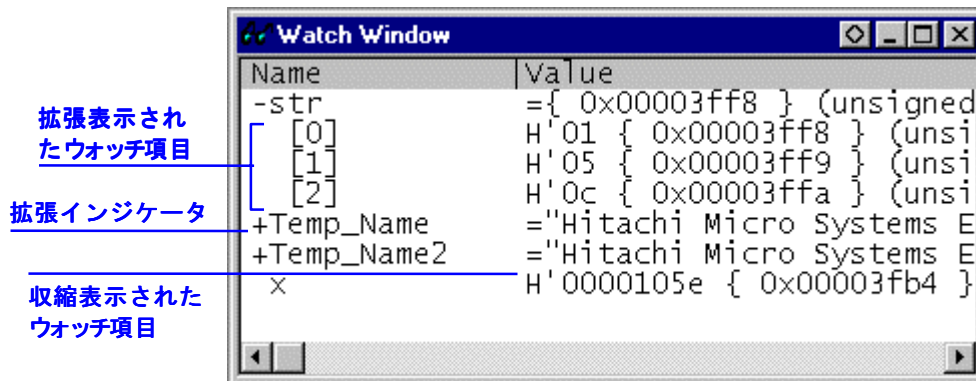 Watch Window
Name Value
-str ={ 0x00003ff8 } (unsigned
[0] H'01 { 0x00003ff8 } (unsi
[1] H'05 { 0x00003ff9 } (unsi
[2] H'0c { 0x00003ffa } (unsi
+Temp_Name ="Hitachi Micro Systems E
+Temp_Name2 ="Hitachi Micro Systems E
x H'0000105e { 0x00003fb4 }
拡張表示され
たウォッチ項目
拡張インジケータ
収縮表示された
ウォッチ項目